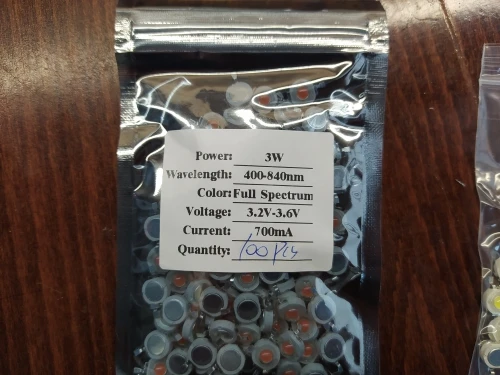 Power: 3W
Wavelength: 400-840nm
Color: Full Spectrum
Voltage: 3.2V-3.6V
Current: 700mA
Quantity: 100 Pcs